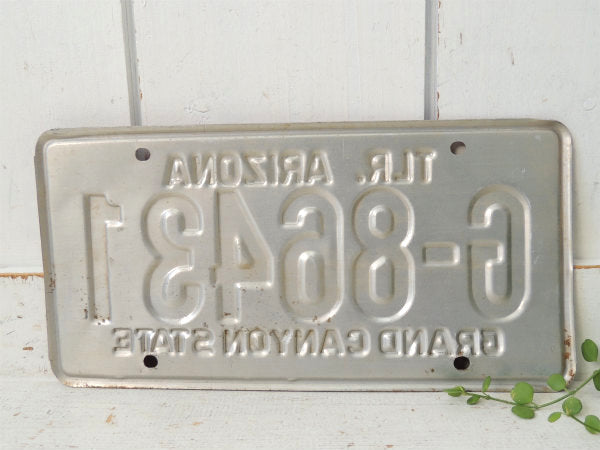 TLR. ARIZONA
G-86431
GRAND CANYON STATE